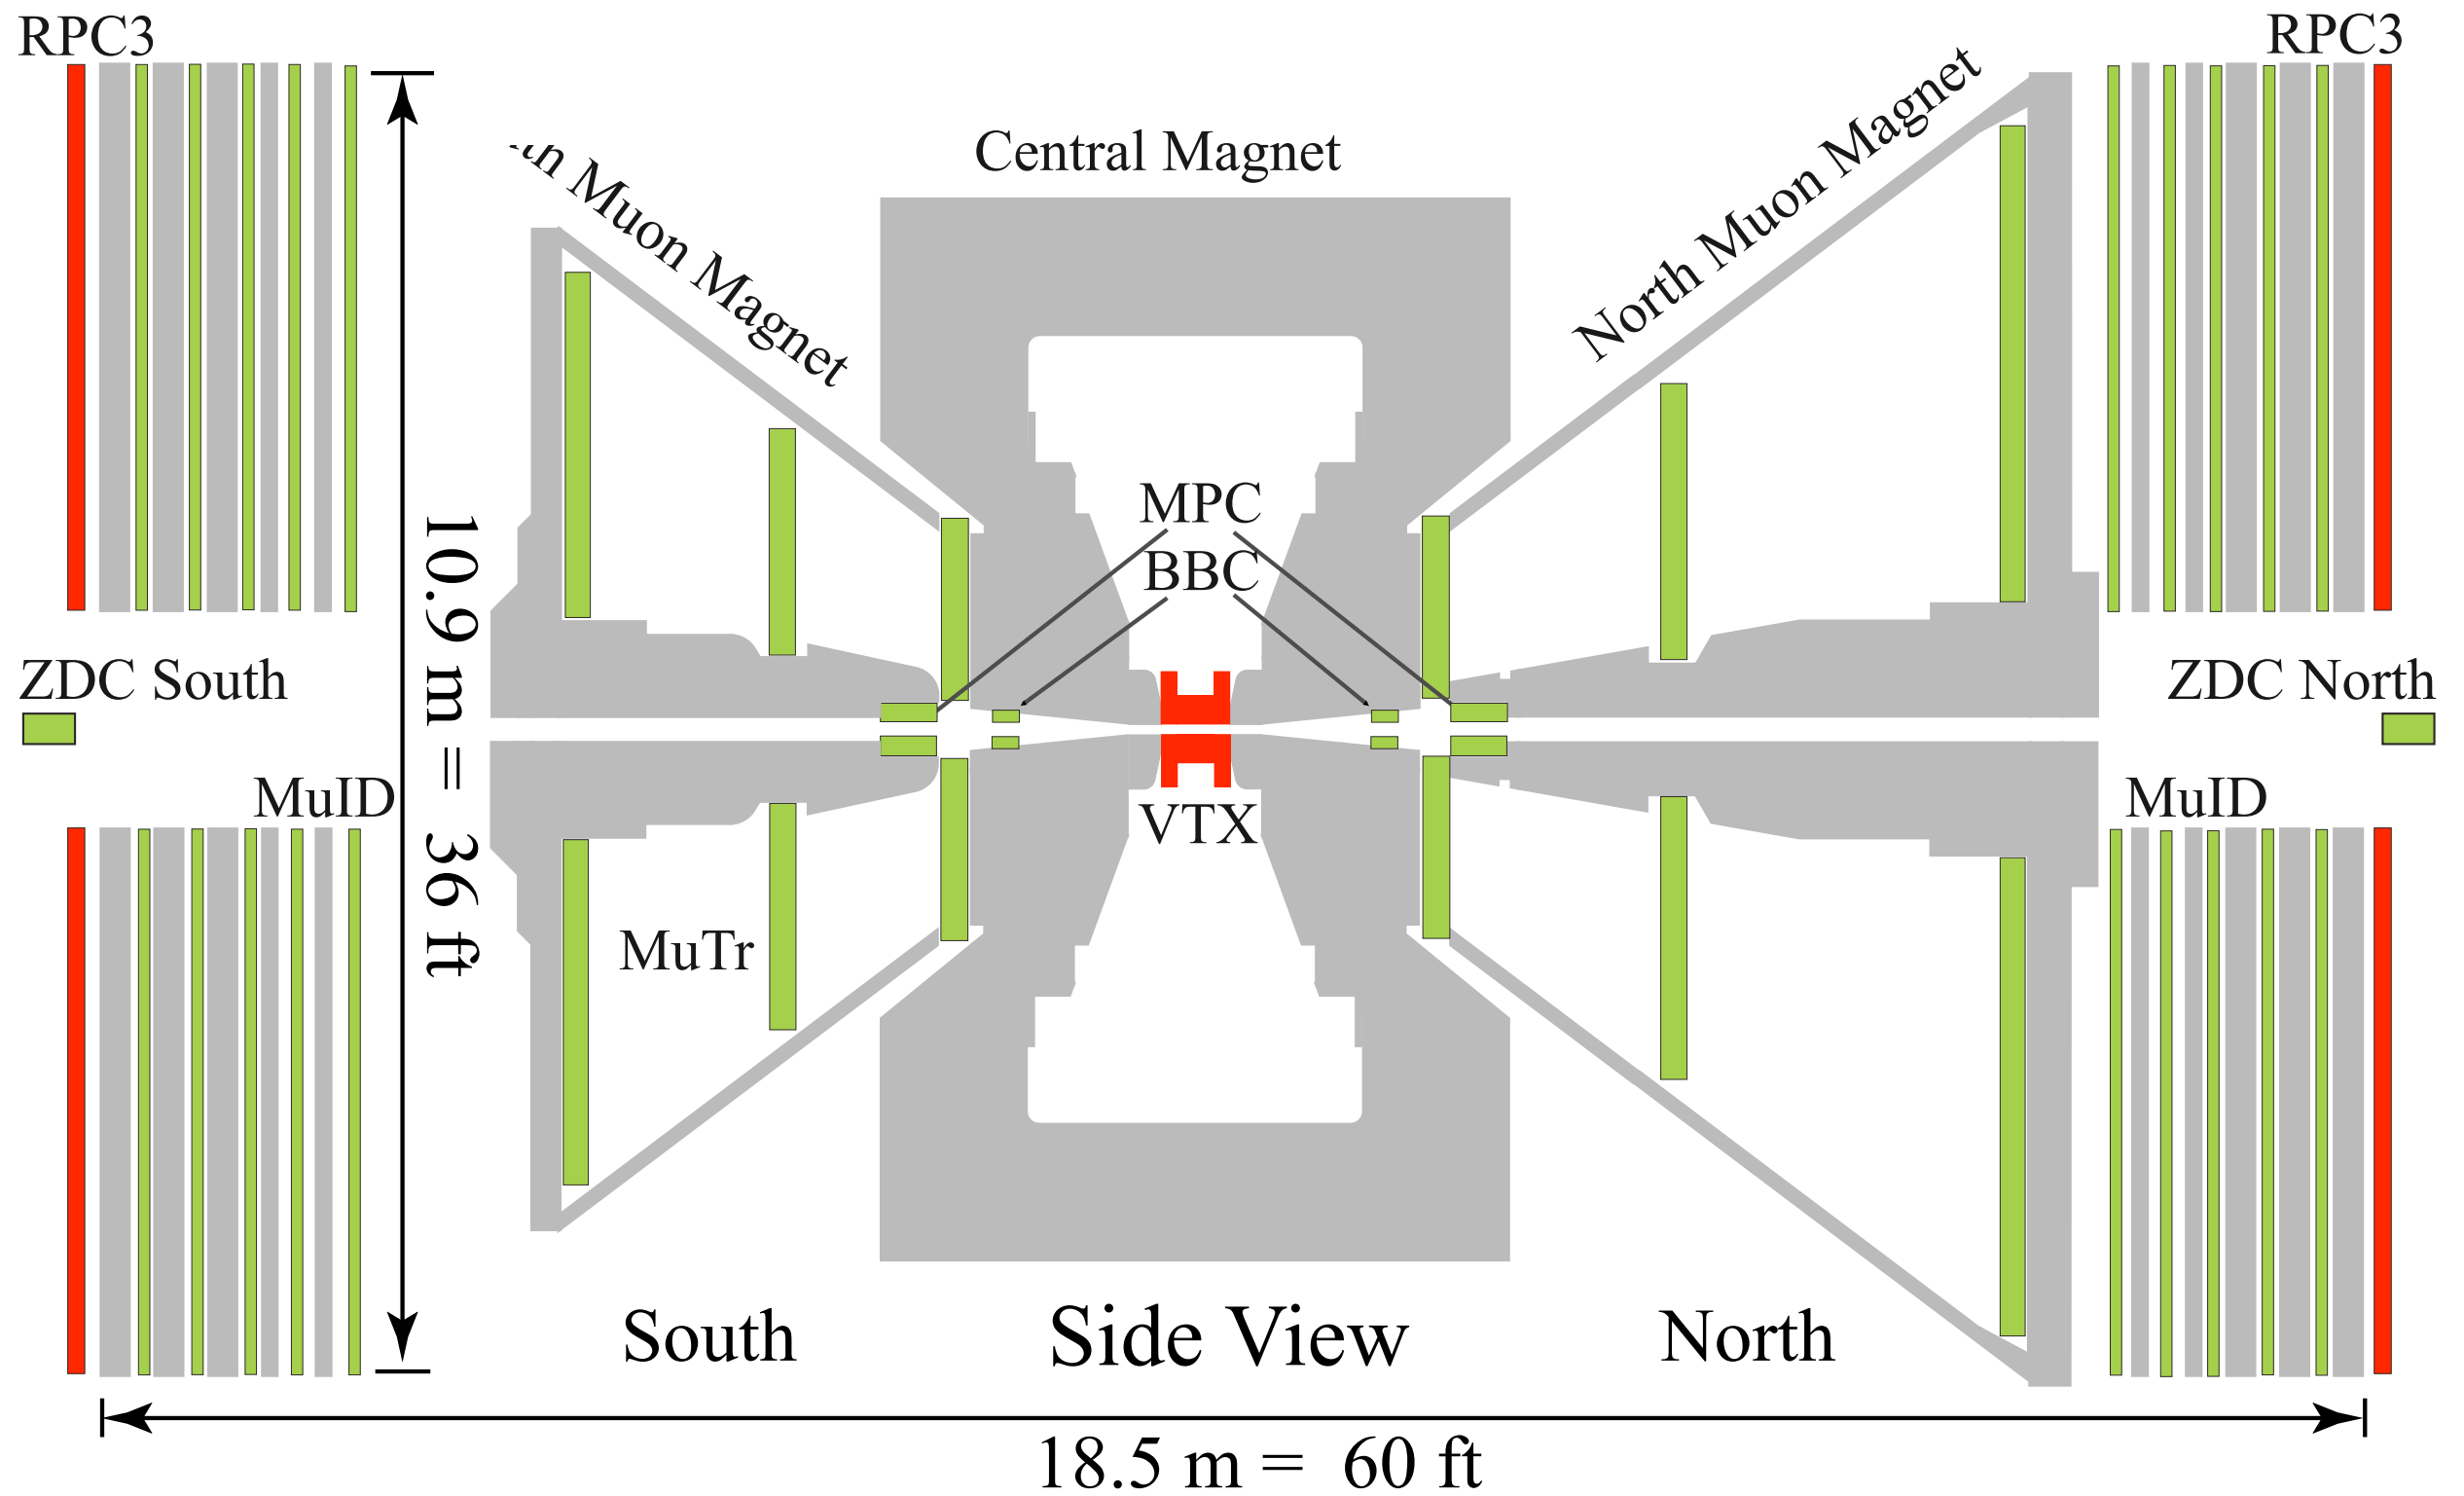 RPC3
RPC3
Muon Magnet
Central Magnet
North Muon Magnet
MPC
BBC
10.9 m = 36 ft
ZDC South
ZDC North
MuID
VTX
MuID
MuTr
South
Side View
North
18.5 m = 60 ft